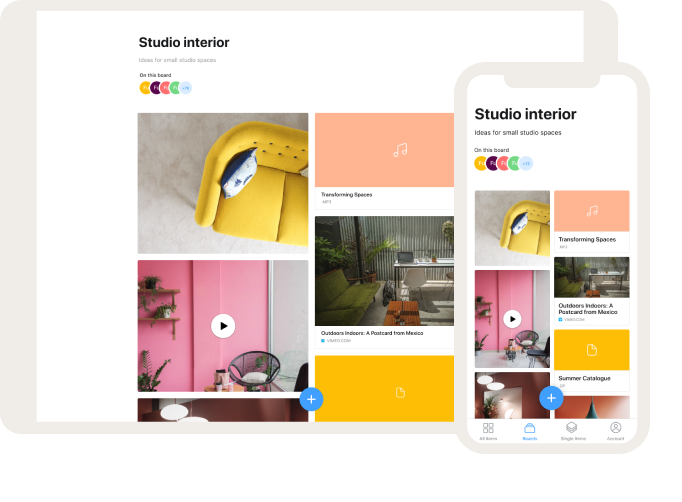 Studio interior
Ideas for small studio spaces
On this board
Transforming Spaces
MP3
Outdoors Indoors: A Postcard from Mexico
VIMEO.COM
Studio interior
Ideas for small studio spaces
On this board
+17
Transforming Spaces
MP3
Outdoors Indoors: A
Postcard from Mexico
VIMEO.COM
Summer Catalogue
ZIP
All items
Boards
Single items
Account